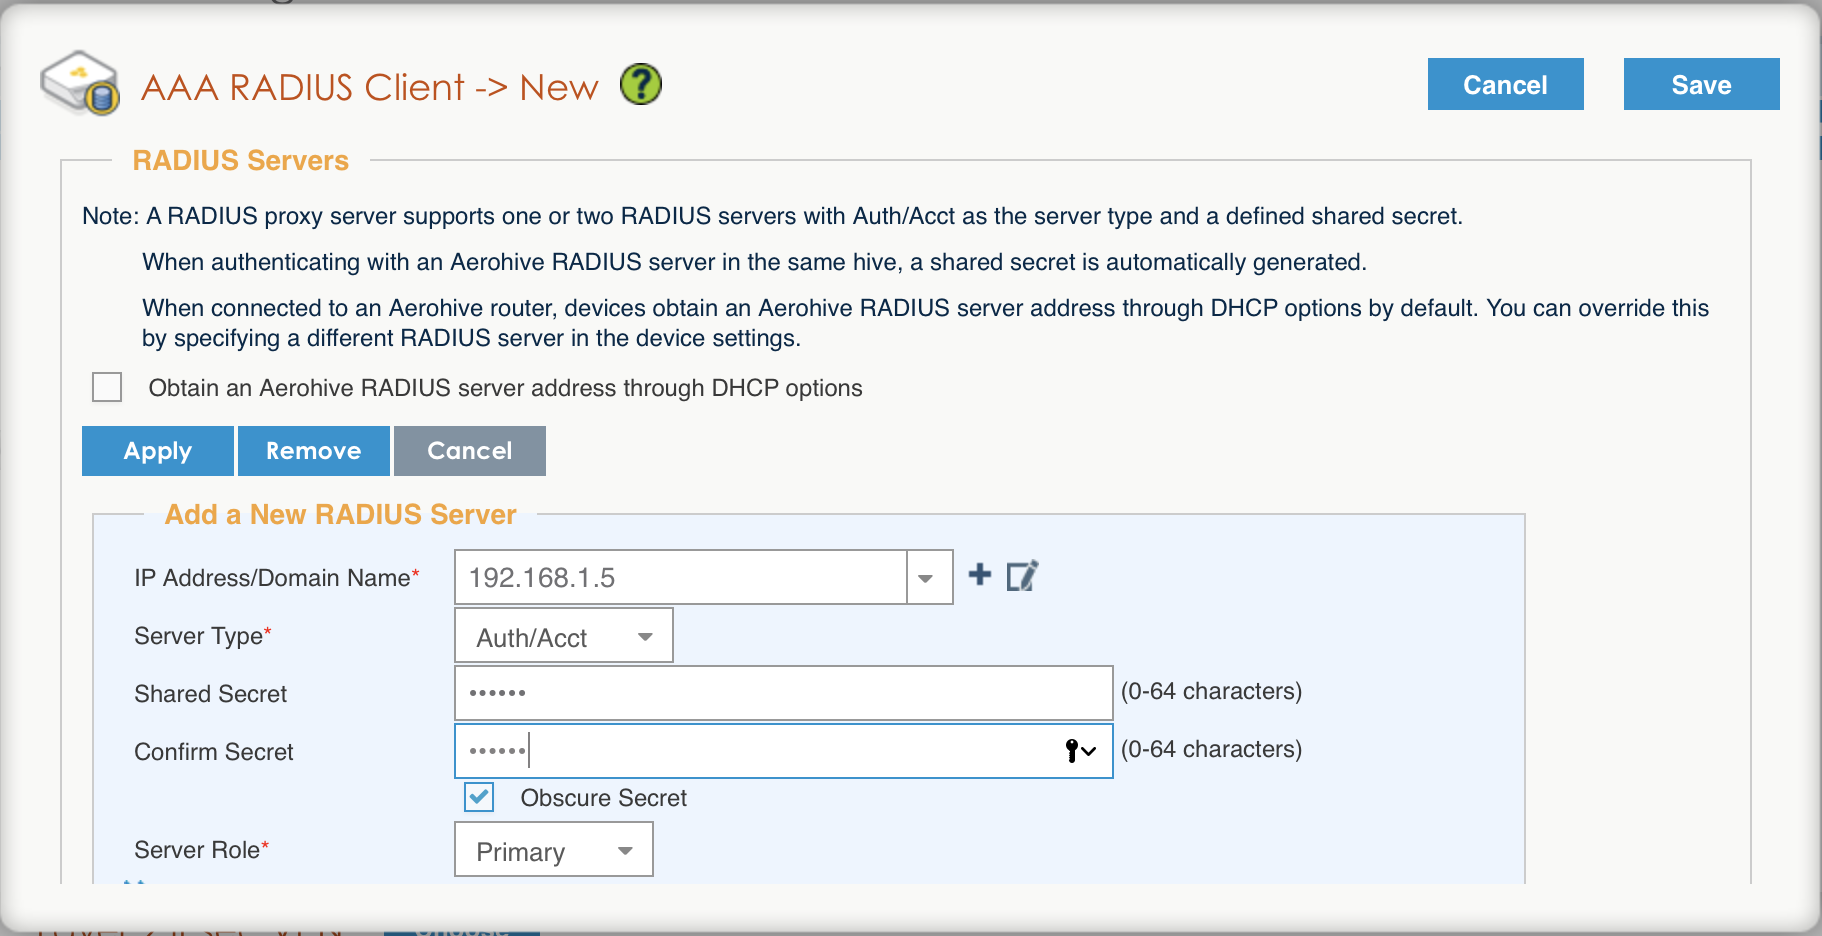 AAA RADIUS Client -> New ?
Cancel
Save
RADIUS Servers
Note: A RADIUS proxy server supports one or two RADIUS servers with Auth/Acct as the server type and a defined shared secret.
When authenticating with an Aerohive RADIUS server in the same hive, a shared secret is automatically generated.
When connected to an Aerohive router, devices obtain an Aerohive RADIUS server address through DHCP options by default. You can override this
by specifying a different RADIUS server in the device settings.
Obtain an Aerohive RADIUS server address through DHCP options
Apply
Remove
Cancel
Add a New RADIUS Server
IP Address/Domain Name*
192.168.1.5
Server Type*
Auth/Acct
Shared Secret
••••••
(0-64 characters)
Confirm Secret
••••••
(0-64 characters)
Obscure Secret
Server Role*
Primary